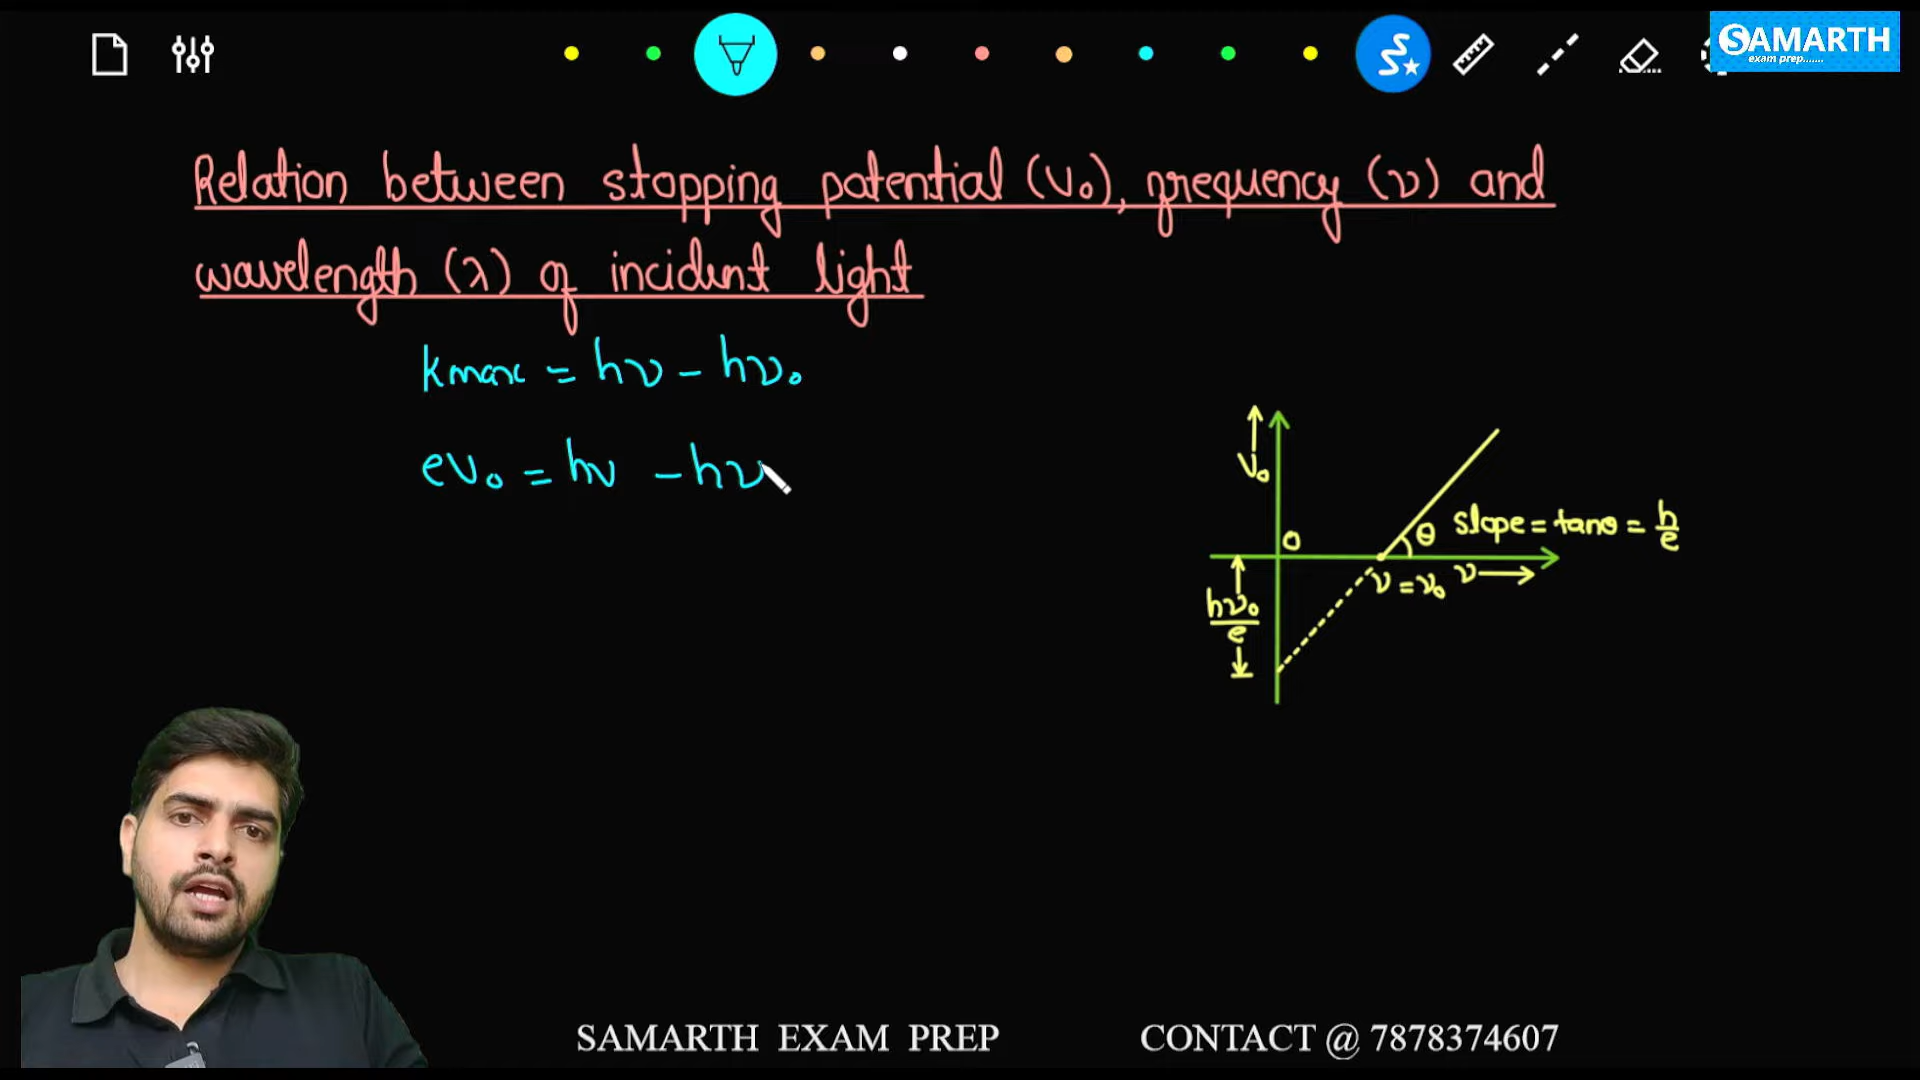 SAMARTH
exam prep......
Relation between stopping potential (V₀), frequency (ν) and
wavelength (λ) of incident light
Kmax = hν – hν₀
eV₀ = hν – hν
V₀
O
θ
slope = tanθ = h/e
ν = ν₀
ν
hν₀/e
SAMARTH EXAM PREP
CONTACT @ 7878374607